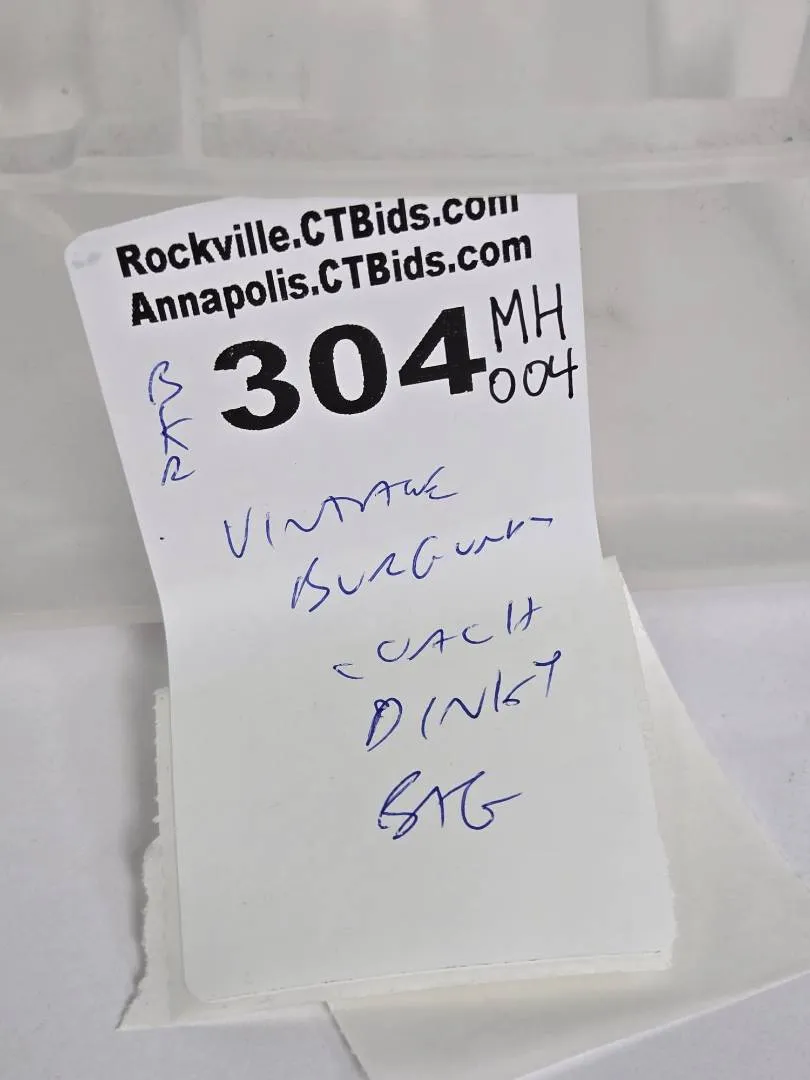 Rockville.CTBids.com
Annapolis.CTBids.com
304
MH
004
BKR
VINTAGE
BURGUNDY
COACH
DINKY
BAG